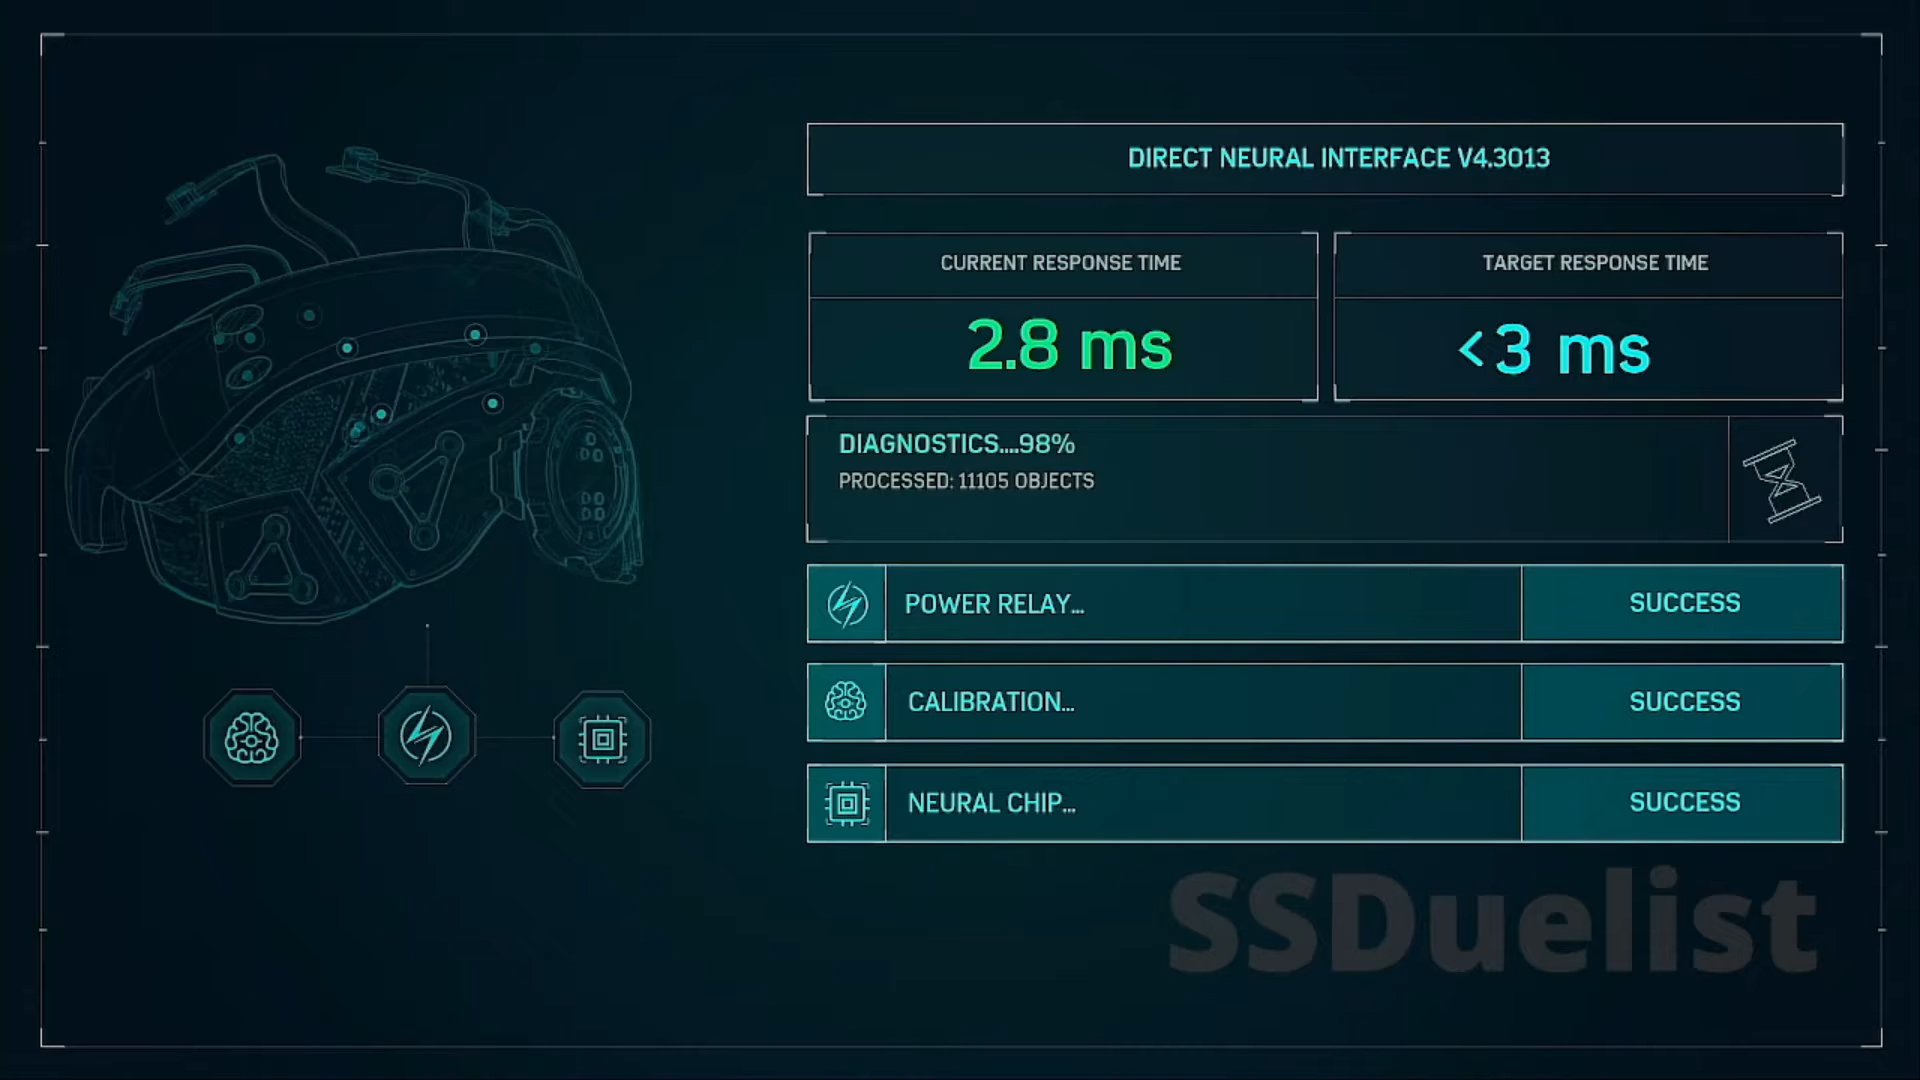 DIRECT NEURAL INTERFACE V4.3013
CURRENT RESPONSE TIME
TARGET RESPONSE TIME
2.8 ms
<3 ms
DIAGNOSTICS....98%
PROCESSED: 11105 OBJECTS
POWER RELAY...
SUCCESS
CALIBRATION...
SUCCESS
NEURAL CHIP...
SUCCESS
SSDuelist